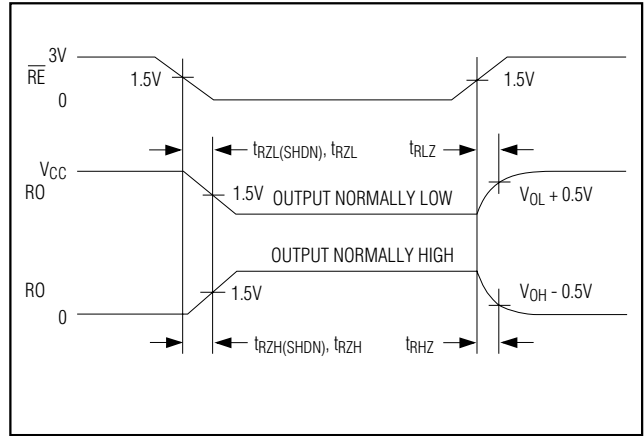 3V
RE
1.5V
1.5V
0
tRZL(SHDN), tRZL
tRLZ
VCC
RO
1.5V
OUTPUT NORMALLY LOW
VOL + 0.5V
OUTPUT NORMALLY HIGH
RO
1.5V
VOH - 0.5V
0
tRZH(SHDN), tRZH
tRHZ